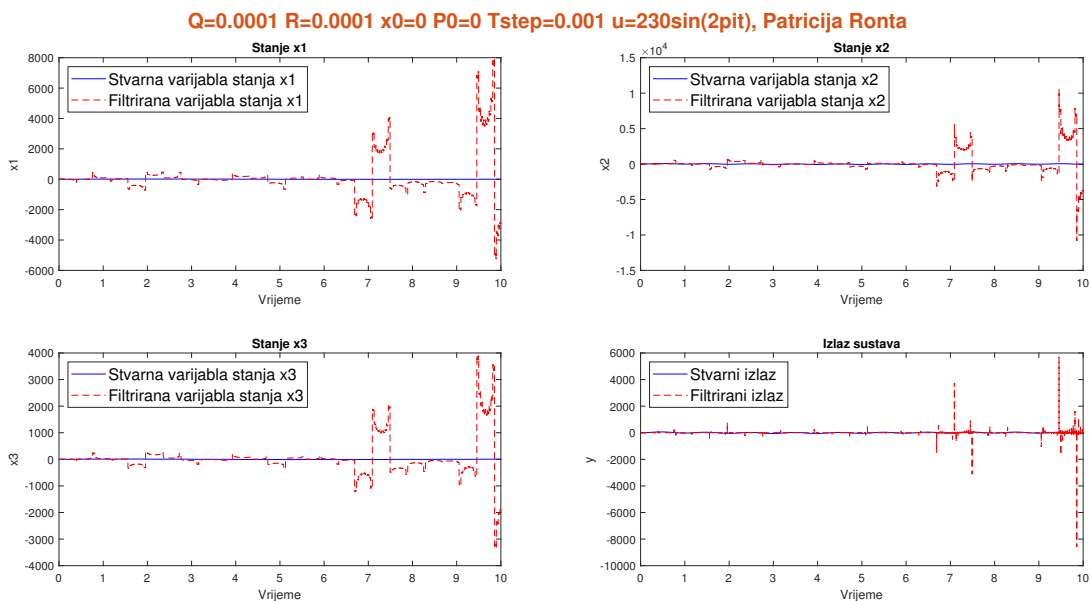 Q=0.0001 R=0.0001 x0=0 P0=0 Tstep=0.001 u=230sin(2pit), Patricija Ronta
Stanje x1
8000
6000
4000
2000
0
-2000
-4000
-6000
x1
Stvarna varijabla stanja x1
Filtrirana varijabla stanja x1
0 1 2 3 4 5 6 7 8 9 10
Vrijeme
Stanje x2
×10^4
1.5
1
0.5
0
-0.5
-1
-1.5
x2
Stvarna varijabla stanja x2
Filtrirana varijabla stanja x2
0 1 2 3 4 5 6 7 8 9 10
Vrijeme
Stanje x3
4000
3000
2000
1000
0
-1000
-2000
-3000
-4000
x3
Stvarna varijabla stanja x3
Filtrirana varijabla stanja x3
0 1 2 3 4 5 6 7 8 9 10
Vrijeme
Izlaz sustava
6000
4000
2000
0
-2000
-4000
-6000
-8000
-10000
y
Stvarni izlaz
Filtrirani izlaz
0 1 2 3 4 5 6 7 8 9 10
Vrijeme